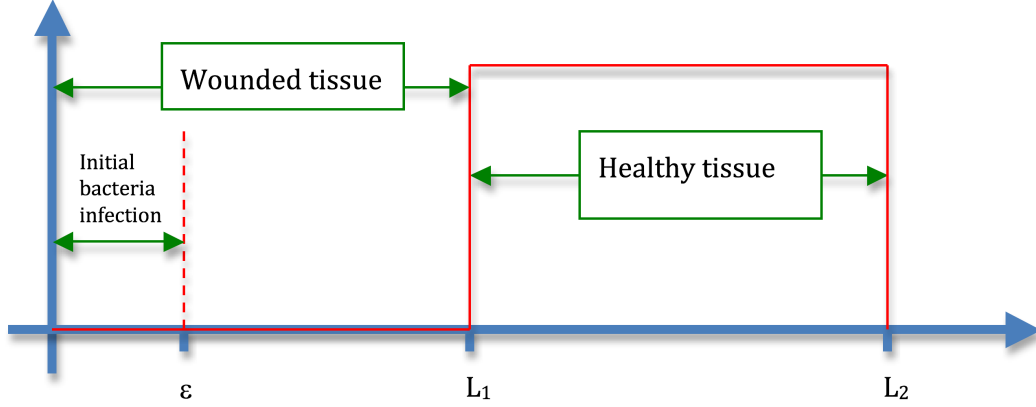 Wounded tissue
Initial
bacteria
infection
Healthy tissue
ε
L₁
L₂